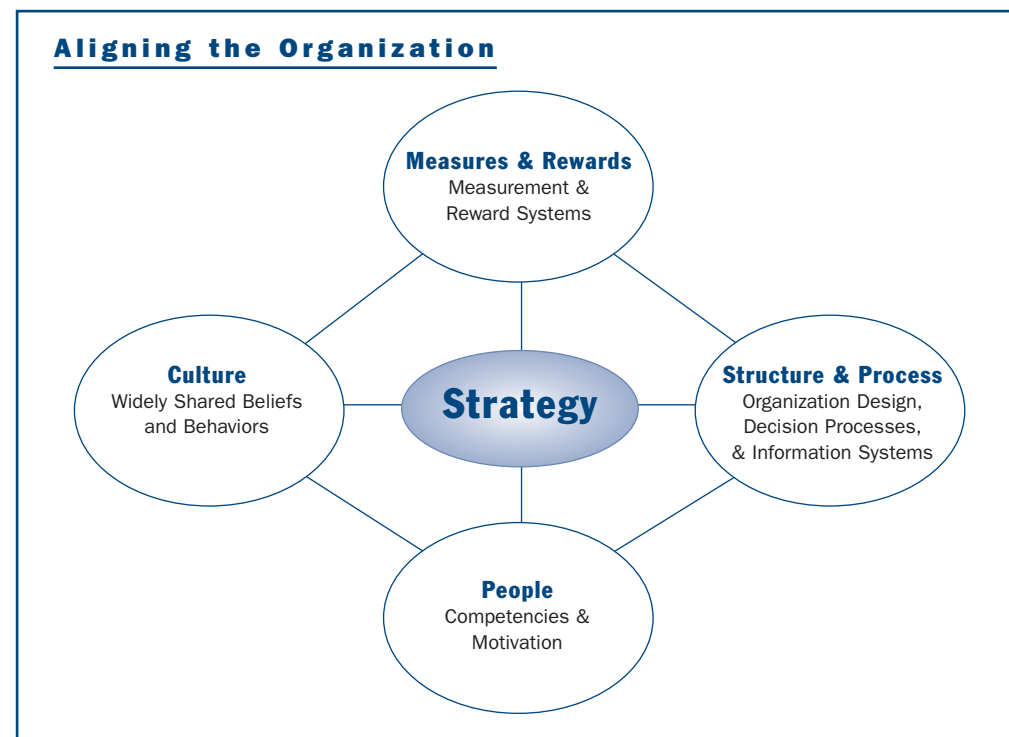 Aligning the Organization
Measures & Rewards
Measurement &
Reward Systems
Culture
Widely Shared Beliefs
and Behaviors
Strategy
Structure & Process
Organization Design,
Decision Processes,
& Information Systems
People
Competencies &
Motivation